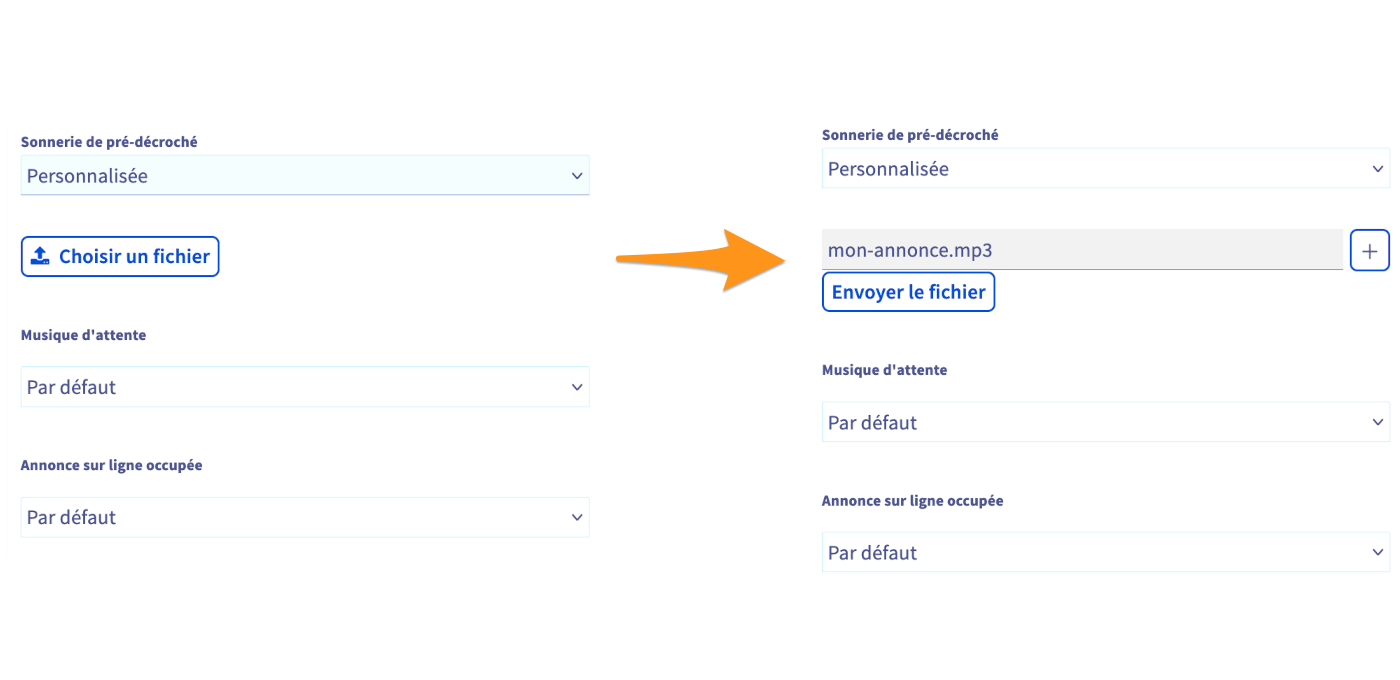 Sonnerie de pré-décroché
Personnalisée
Choisir un fichier
Musique d'attente
Par défaut
Annonce sur ligne occupée
Par défaut
Sonnerie de pré-décroché
Personnalisée
mon-annonce.mp3
Envoyer le fichier
Musique d'attente
Par défaut
Annonce sur ligne occupée
Par défaut